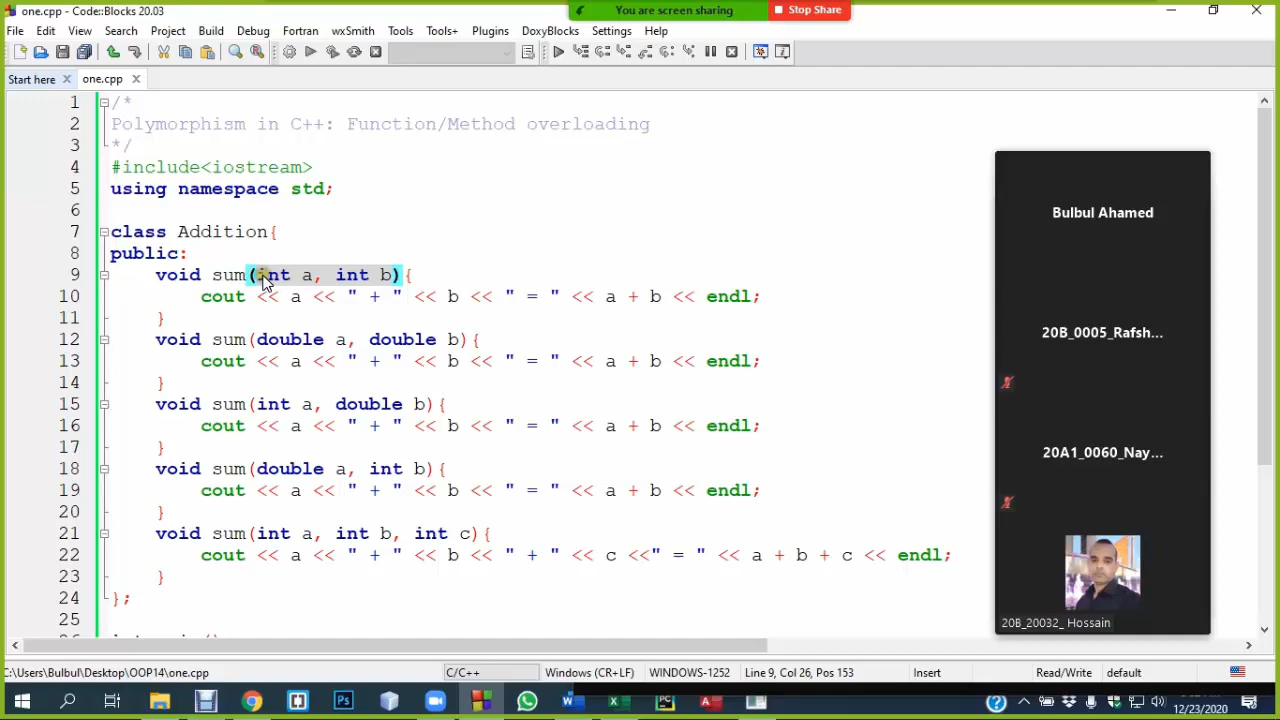 one.cpp - Code::Blocks 20.03
You are screen sharing
Stop Share
File Edit View Search Project Build Debug Fortran wxSmith Tools Tools+ Plugins DoxyBlocks Settings Help
Start here
one.cpp
1 /*
2 Polymorphism in C++: Function/Method overloading
3 */
4 #include<iostream>
5 using namespace std;
6
7 class Addition{
8 public:
9 void sum(int a, int b){
10 cout << a << " + " << b << " = " << a + b << endl;
11 }
12 void sum(double a, double b){
13 cout << a << " + " << b << " = " << a + b << endl;
14 }
15 void sum(int a, double b){
16 cout << a << " + " << b << " = " << a + b << endl;
17 }
18 void sum(double a, int b){
19 cout << a << " + " << b << " = " << a + b << endl;
20 }
21 void sum(int a, int b, int c){
22 cout << a << " + " << b << " + " << c <<" = " << a + b + c << endl;
23 }
24 };
25
Bulbul Ahamed
20B_0005_Rafsh...
20A1_0060_Nay...
20B_20032_ Hossain
C:\Users\Bulbul\Desktop\OOP14\one.cpp C/C++ Windows (CR+LF) WINDOWS-1252 Line 9, Col 26, Pos 153 Insert Read/Write default
12/23/2020